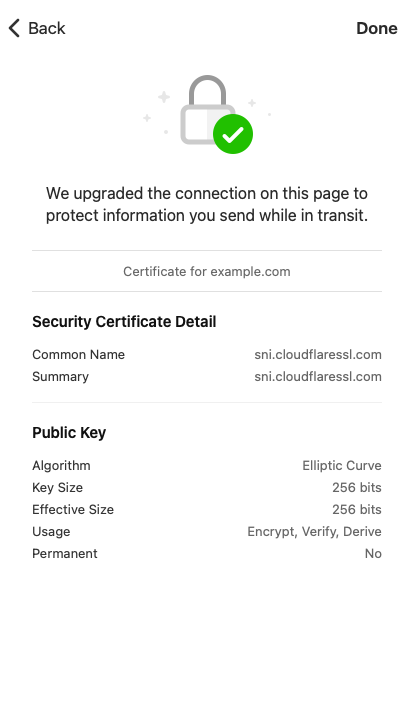 Back
Done
We upgraded the connection on this page to
protect information you send while in transit.
Certificate for example.com
Security Certificate Detail
Common Name sni.cloudflaressl.com
Summary sni.cloudflaressl.com
Public Key
Algorithm Elliptic Curve
Key Size 256 bits
Effective Size 256 bits
Usage Encrypt, Verify, Derive
Permanent No